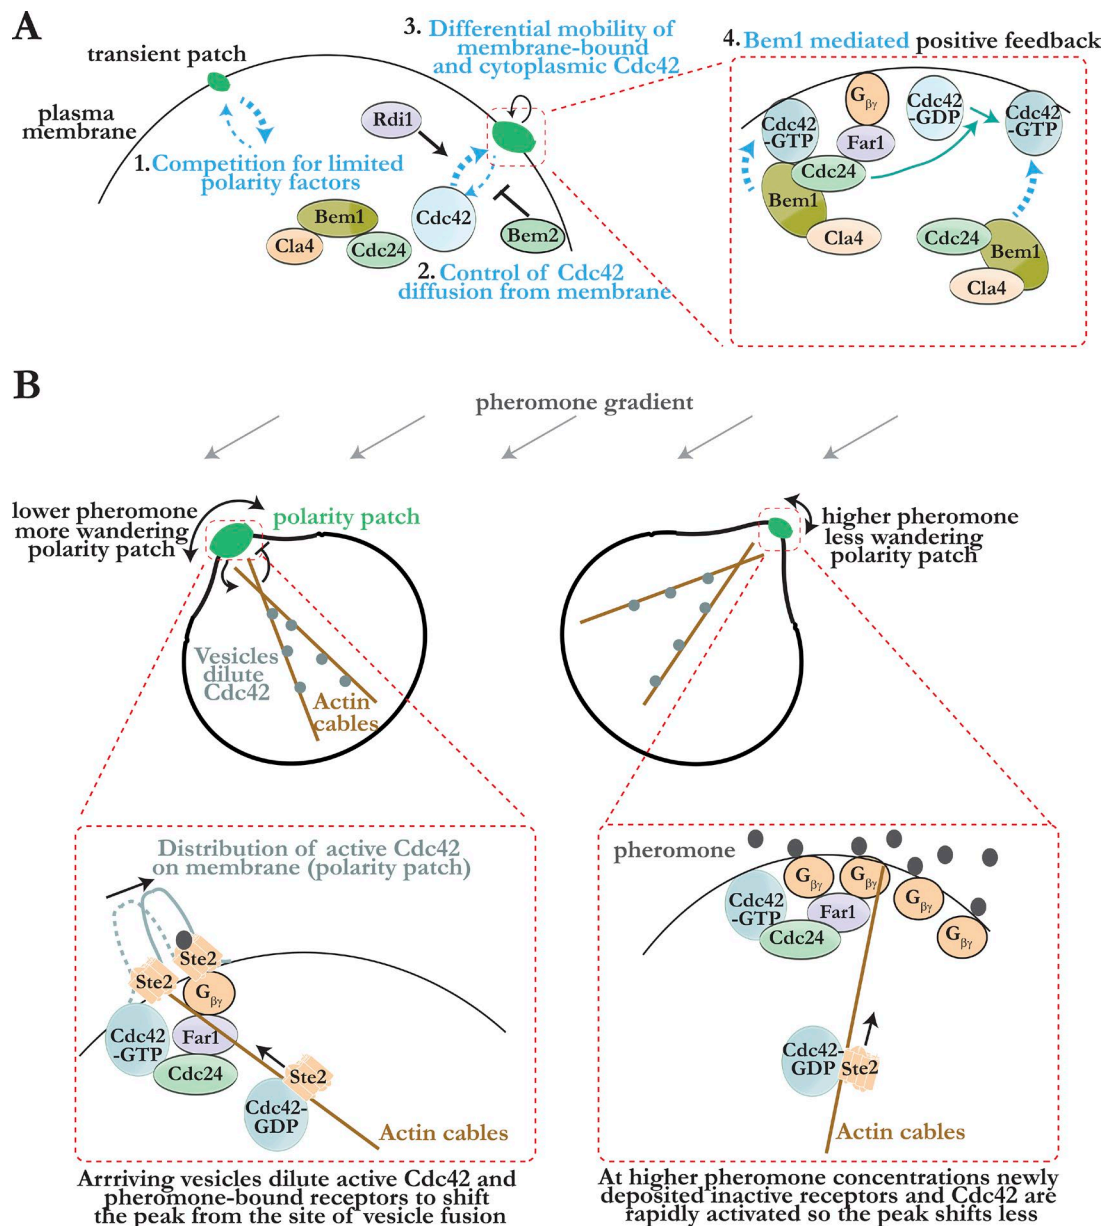 A
transient patch
plasma
membrane
1. Competition for limited
polarity factors
3. Differential mobility of
membrane-bound
and cytoplasmic Cdc42
Rdi1
Bem1
Cla4
Cdc24
Cdc42
Bem2
2. Control of Cdc42
diffusion from membrane
4. Bem1 mediated positive feedback
Cdc42
-GTP
Gβγ
Cdc42
-GDP
Cdc42
-GTP
Far1
Cdc24
Bem1
Cla4
Cdc24
Bem1
Cla4
B
pheromone gradient
lower pheromone
more wandering
polarity patch
polarity patch
Vesicles
dilute
Cdc42
Actin
cables
higher pheromone
less wandering
polarity patch
Distribution of active Cdc42
on membrane (polarity patch)
Ste2
Ste2
Gβγ
Cdc42
-GTP
Far1
Cdc24
Ste2
Cdc42-
GDP
Actin cables
Arrriving vesicles dilute active Cdc42 and
pheromone-bound receptors to shift
the peak from the site of vesicle fusion
pheromone
Gβγ
Gβγ
Gβγ
Gβγ
Cdc42
-GTP
Far1
Cdc24
Cdc42-
GDP
Ste2
Actin cables
At higher pheromone concentrations newly
deposited inactive receptors and Cdc42 are
rapidly activated so the peak shifts less